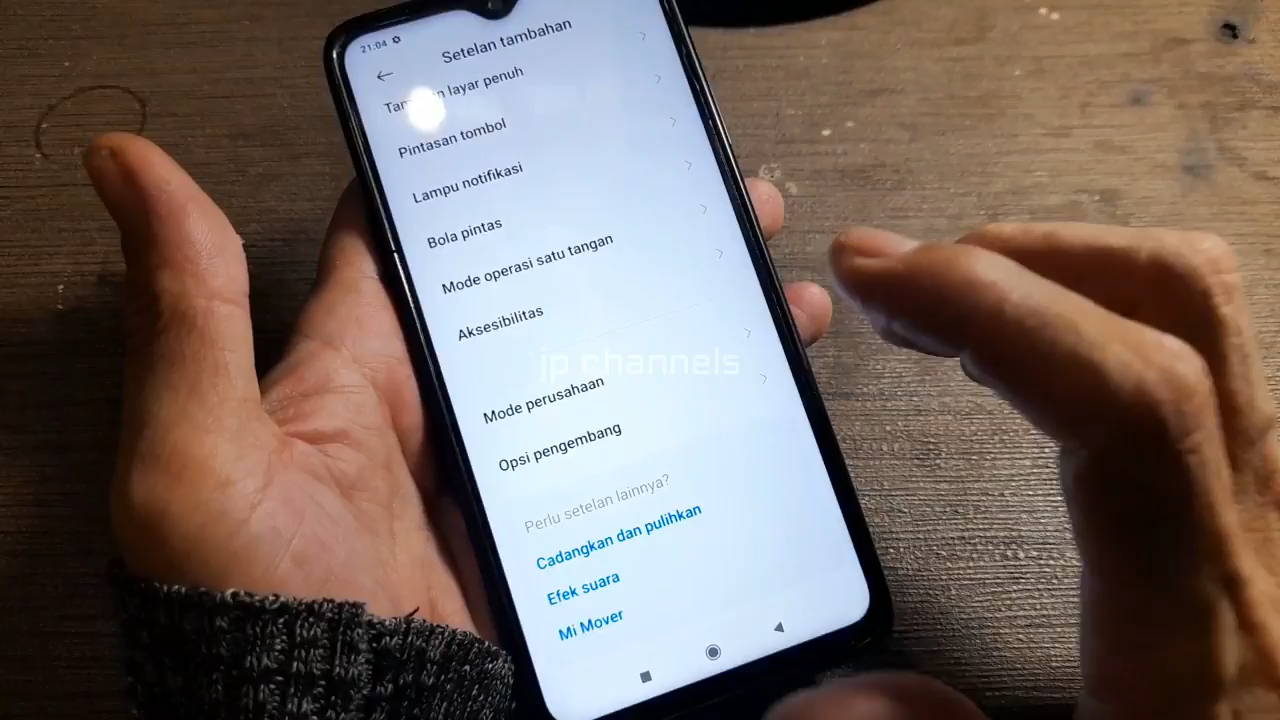 21:04
Setelan tambahan
layar penuh
Pintasan tombol
Lampu notifikasi
Bola pintas
Mode operasi satu tangan
Aksesibilitas
jp channels
Mode perusahaan
Opsi pengembang
Perlu setelan lainnya?
Cadangkan dan pulihkan
Efek suara
Mi Mover